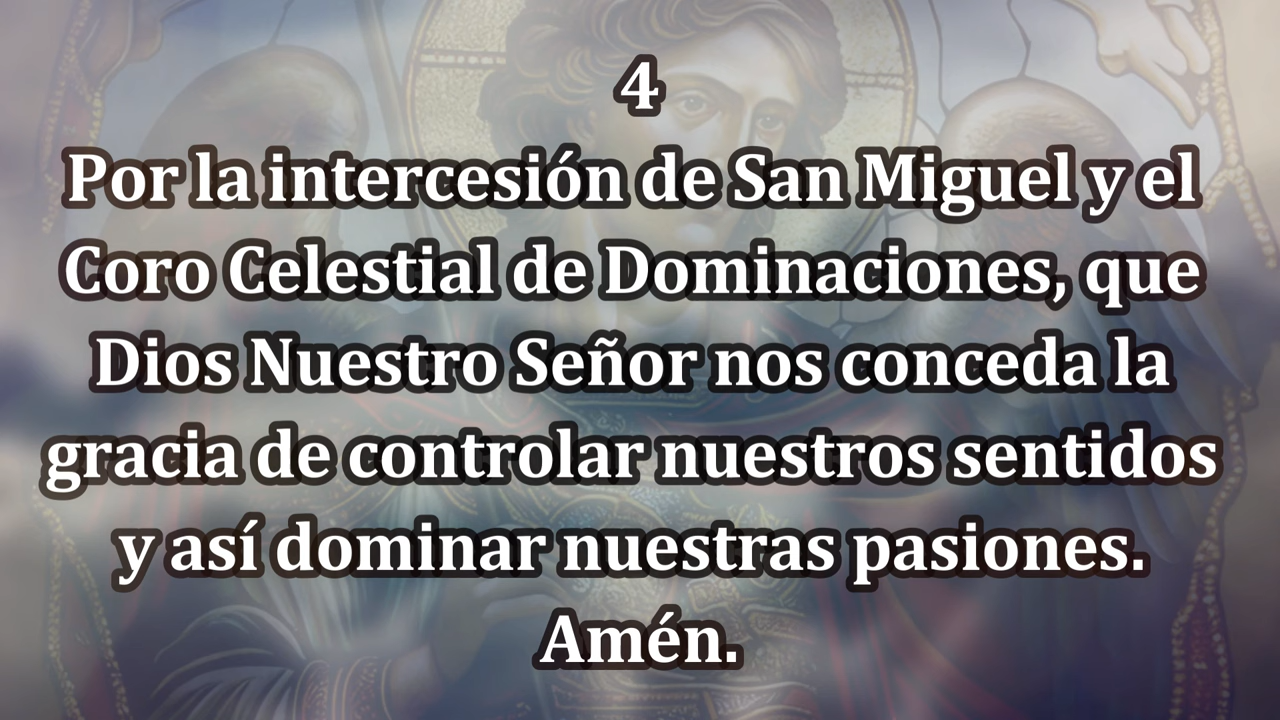 4
Por la intercesión de San Miguel y el
Coro Celestial de Dominaciones, que
Dios Nuestro Señor nos conceda la
gracia de controlar nuestros sentidos
y así dominar nuestras pasiones.
Amén.